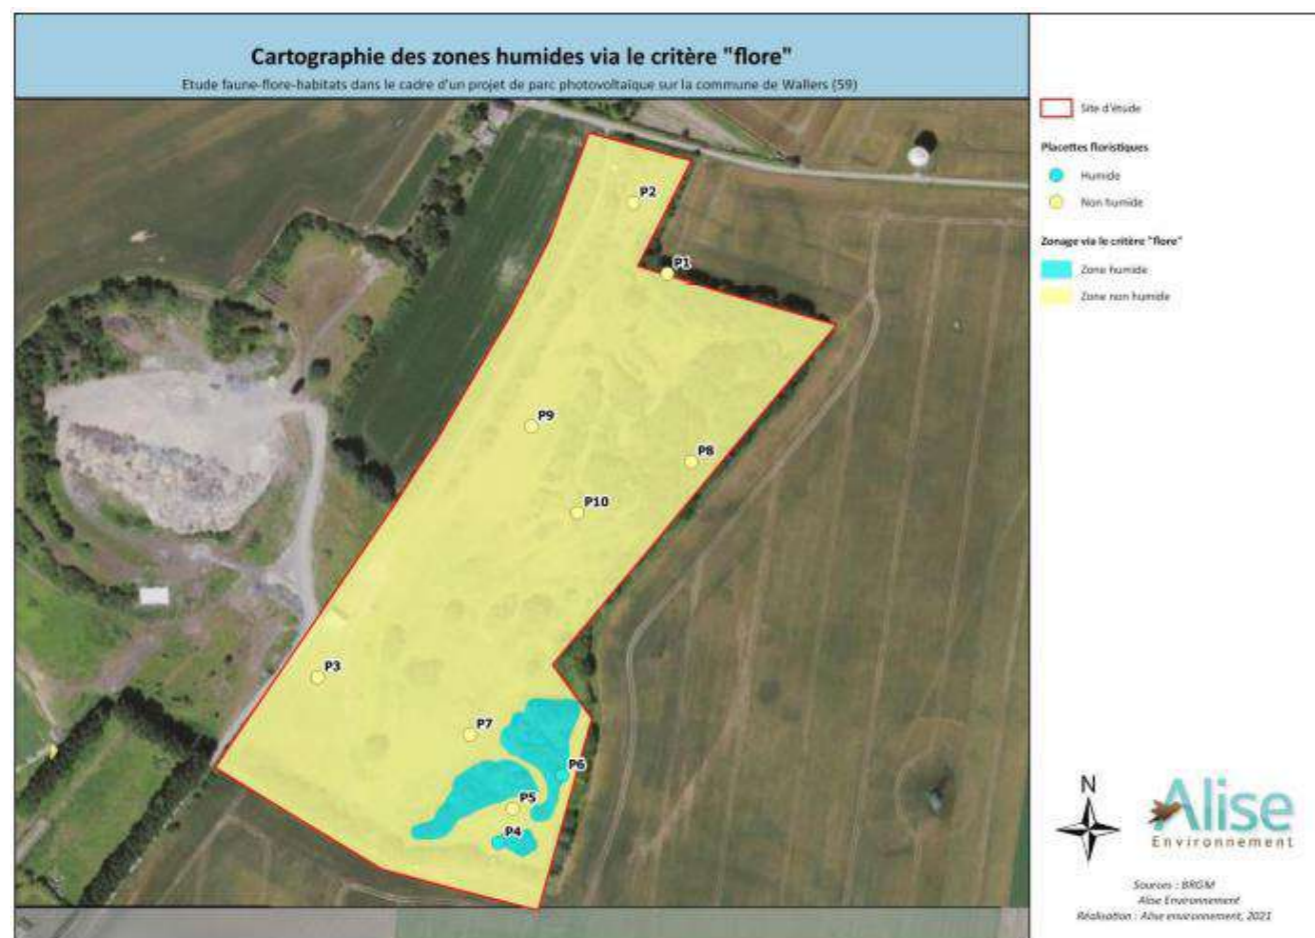 Cartographie des zones humides via le critère "flore"
Etude faune-flore-habitats dans le cadre d'un projet de parc photovoltaïque sur la commune de Wallers (59)
Site d'étude
Placettes floristiques
Humide
Non humide
Zonage via le critère "flore"
Zone humide
Zone non humide
P2
P1
P9
P8
P10
P3
P7
P6
P5
P4
N
Alise
Environnement
Sources : BRGM
Alise Environnement
Réalisation : Alise environnement, 2021